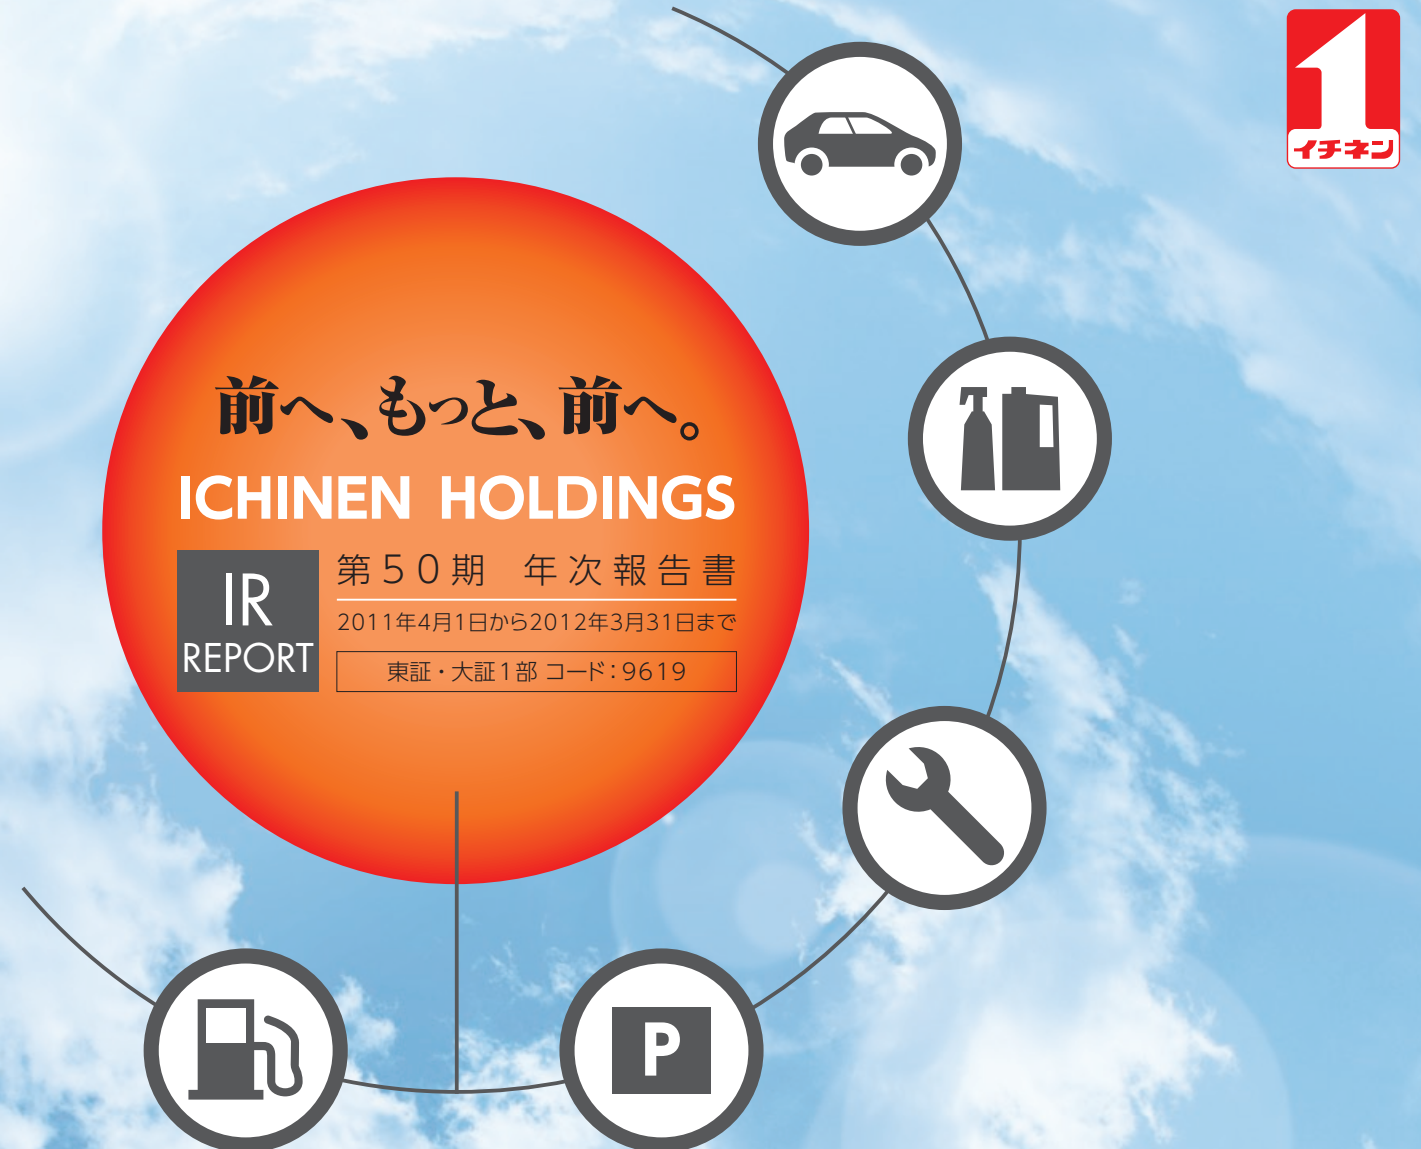 イチネン
前へ、もっと、前へ。
ICHINEN HOLDINGS
IR
REPORT
第50期 年次報告書
2011年4月1日から2012年3月31日まで
東証・大証1部 コード:9619
P